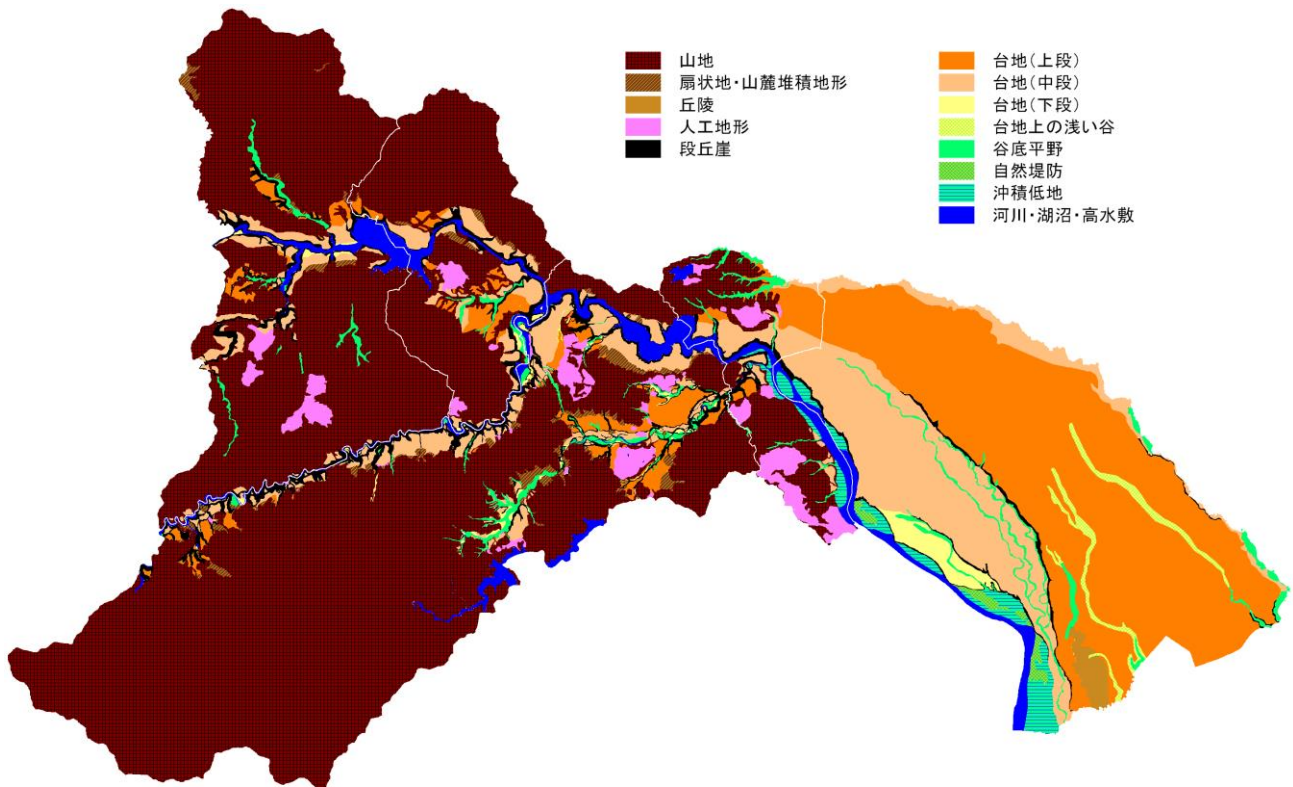 山地
扇状地・山麓堆積地形
丘陵
人工地形
段丘崖
台地(上段)
台地(中段)
台地(下段)
台地上の浅い谷
谷底平野
自然堤防
沖積低地
河川・湖沼・高水敷